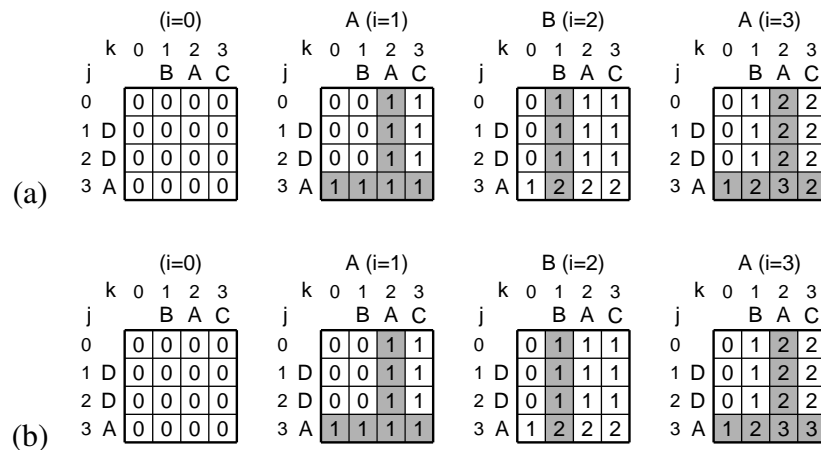 (i=0) A (i=1) B (i=2) A (i=3)
k 0 1 2 3 k 0 1 2 3 k 0 1 2 3 k 0 1 2 3
j B A C j B A C j B A C j B A C
0 0 0 0 0 0 0 0 1 1 0 0 1 1 1 0 0 1 2 2
1 D 0 0 0 0 1 D 0 0 1 1 1 D 0 1 1 1 1 D 0 1 2 2
2 D 0 0 0 0 2 D 0 0 1 1 2 D 0 1 1 1 2 D 0 1 2 2
(a) 3 A 0 0 0 0 3 A 1 1 1 1 3 A 1 2 2 2 3 A 1 2 3 2
(i=0) A (i=1) B (i=2) A (i=3)
k 0 1 2 3 k 0 1 2 3 k 0 1 2 3 k 0 1 2 3
j B A C j B A C j B A C j B A C
0 0 0 0 0 0 0 0 1 1 0 0 1 1 1 0 0 1 2 2
1 D 0 0 0 0 1 D 0 0 1 1 1 D 0 1 1 1 1 D 0 1 2 2
2 D 0 0 0 0 2 D 0 0 1 1 2 D 0 1 1 1 2 D 0 1 2 2
(b) 3 A 0 0 0 0 3 A 1 1 1 1 3 A 1 2 2 2 3 A 1 2 3 3